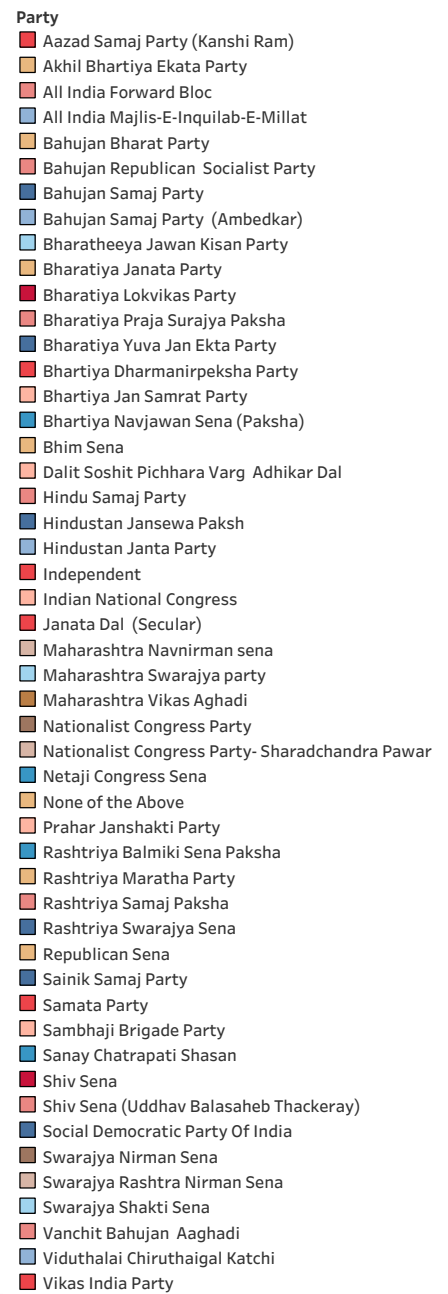 Party
Aazad Samaj Party (Kanshi Ram)
Akhil Bhartiya Ekata Party
All India Forward Bloc
All India Majlis-E-Inquilab-E-Millat
Bahujan Bharat Party
Bahujan Republican Socialist Party
Bahujan Samaj Party
Bahujan Samaj Party (Ambedkar)
Bharatheeya Jawan Kisan Party
Bharatiya Janata Party
Bharatiya Lokvikas Party
Bharatiya Praja Surajya Paksha
Bharatiya Yuva Jan Ekta Party
Bhartiya Dharmanirpeksha Party
Bhartiya Jan Samrat Party
Bhartiya Navjawan Sena (Paksha)
Bhim Sena
Dalit Soshit Pichhara Varg Adhikar Dal
Hindu Samaj Party
Hindustan Jansewa Paksh
Hindustan Janta Party
Independent
Indian National Congress
Janata Dal (Secular)
Maharashtra Navnirman sena
Maharashtra Swarajya party
Maharashtra Vikas Aghadi
Nationalist Congress Party
Nationalist Congress Party- Sharadchandra Pawar
Netaji Congress Sena
None of the Above
Prahar Janshakti Party
Rashtriya Balmiki Sena Paksha
Rashtriya Maratha Party
Rashtriya Samaj Paksha
Rashtriya Swarajya Sena
Republican Sena
Sainik Samaj Party
Samata Party
Sambhaji Brigade Party
Sanay Chatrapati Shasan
Shiv Sena
Shiv Sena (Uddhav Balasaheb Thackeray)
Social Democratic Party Of India
Swarajya Nirman Sena
Swarajya Rashtra Nirman Sena
Swarajya Shakti Sena
Vanchit Bahujan Aaghadi
Viduthalai Chiruthaigal Katchi
Vikas India Party